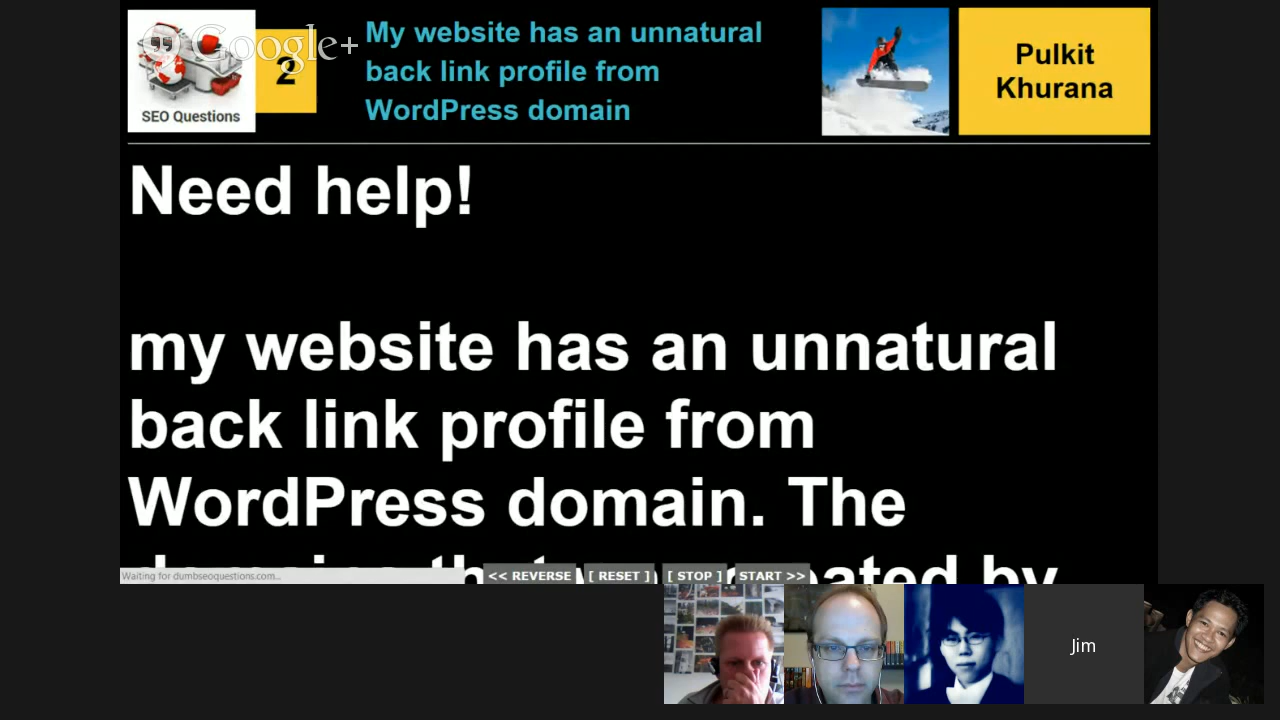 Google+
SEO Questions
2
My website has an unnatural
back link profile from
WordPress domain
Pulkit
Khurana
Need help!
my website has an unnatural
back link profile from
WordPress domain. The
by
Waiting for dumbseoquestions.com...
<< REVERSE
[ RESET ]
[ STOP ]
START >>
Jim